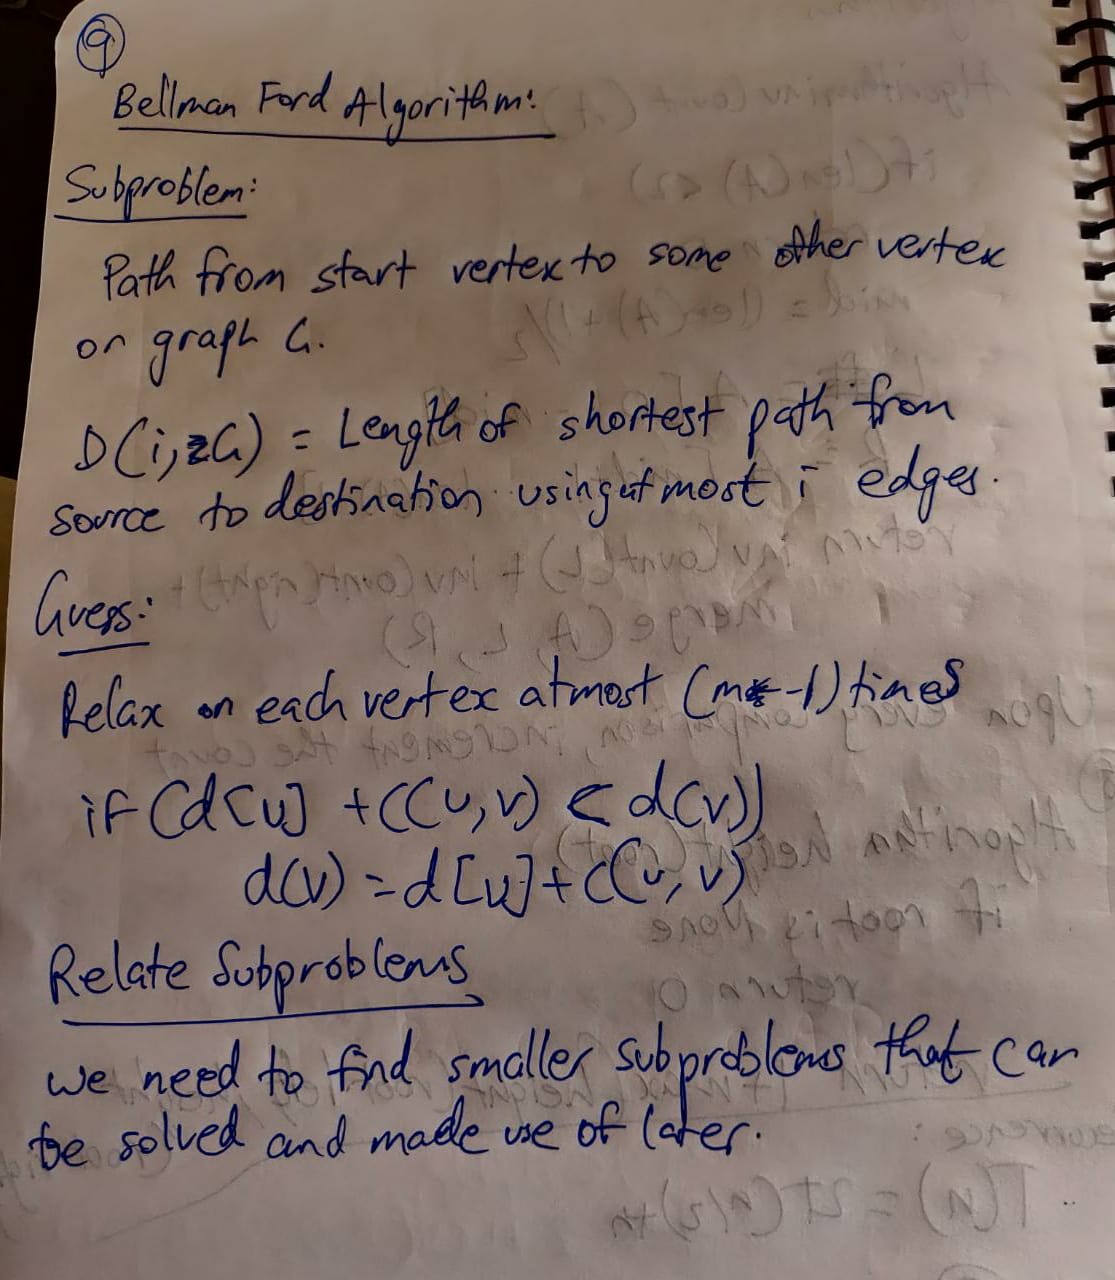 9
Bellman Ford Algorithm:
Subproblem:
Path from start vertex to some other vertex
on graph G.
D(i, G) = Length of shortest path from
source to destination using at most i edges.
Guess:
Relax on each vertex atmost (m-1) times
if (d[u] + C(u,v) < d(v))
d(v) = d[u] + C(u, v)
Relate Subproblems
we need to find smaller subproblems that can
be solved and made use of later.